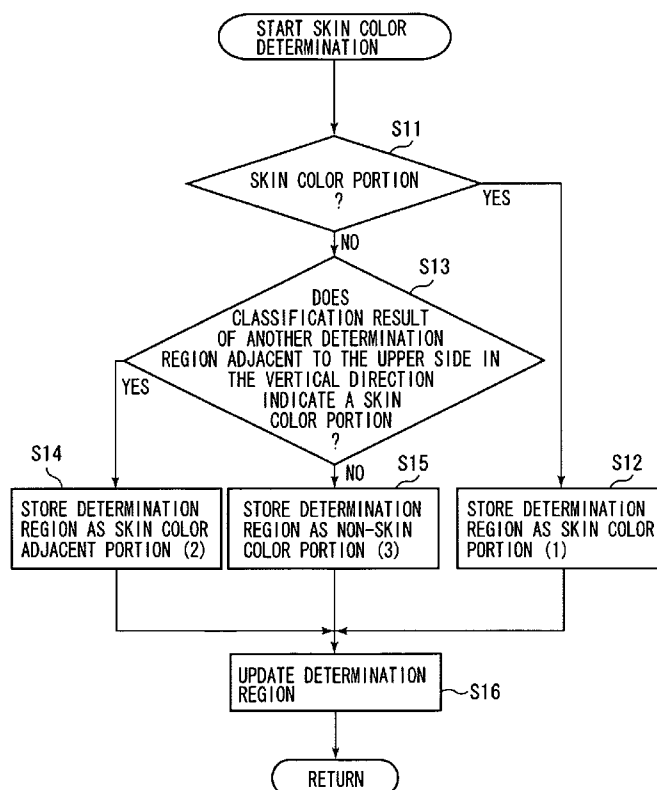 START SKIN COLOR
DETERMINATION
S11
SKIN COLOR PORTION
?
YES
NO
S13
DOES
CLASSIFICATION RESULT
OF ANOTHER DETERMINATION
REGION ADJACENT TO THE UPPER SIDE IN
THE VERTICAL DIRECTION
INDICATE A SKIN
COLOR PORTION
?
YES
NO
S14
STORE DETERMINATION
REGION AS SKIN COLOR
ADJACENT PORTION (2)
S15
STORE DETERMINATION
REGION AS NON-SKIN
COLOR PORTION (3)
S12
STORE DETERMINATION
REGION AS SKIN COLOR
PORTION (1)
UPDATE DETERMINATION
REGION
S16
RETURN